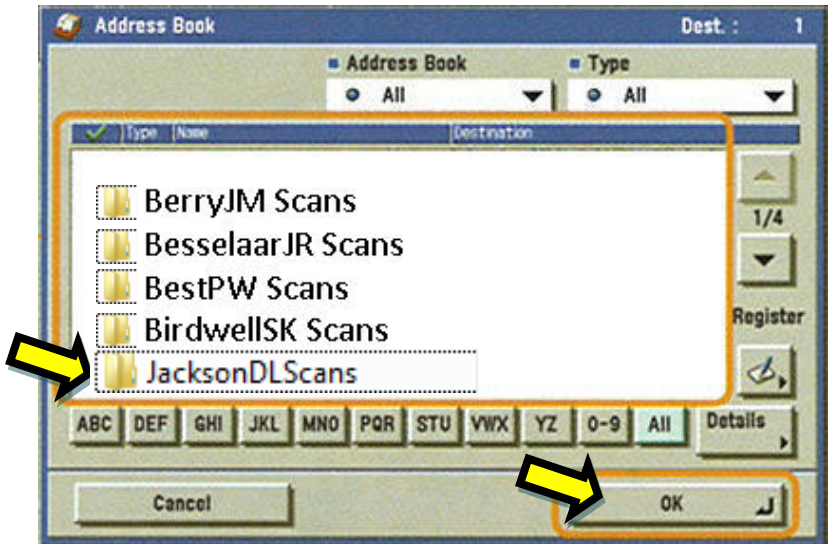 Address Book Dest. : 1
Address Book Type
All All
Type Name Destination
BerryJM Scans
BesselaarJR Scans
BestPW Scans
BirdwellSK Scans
JacksonDLScans
1/4
Register
ABC DEF GHI JKL MNO PQR STU VWX YZ 0-9 All Details
Cancel OK